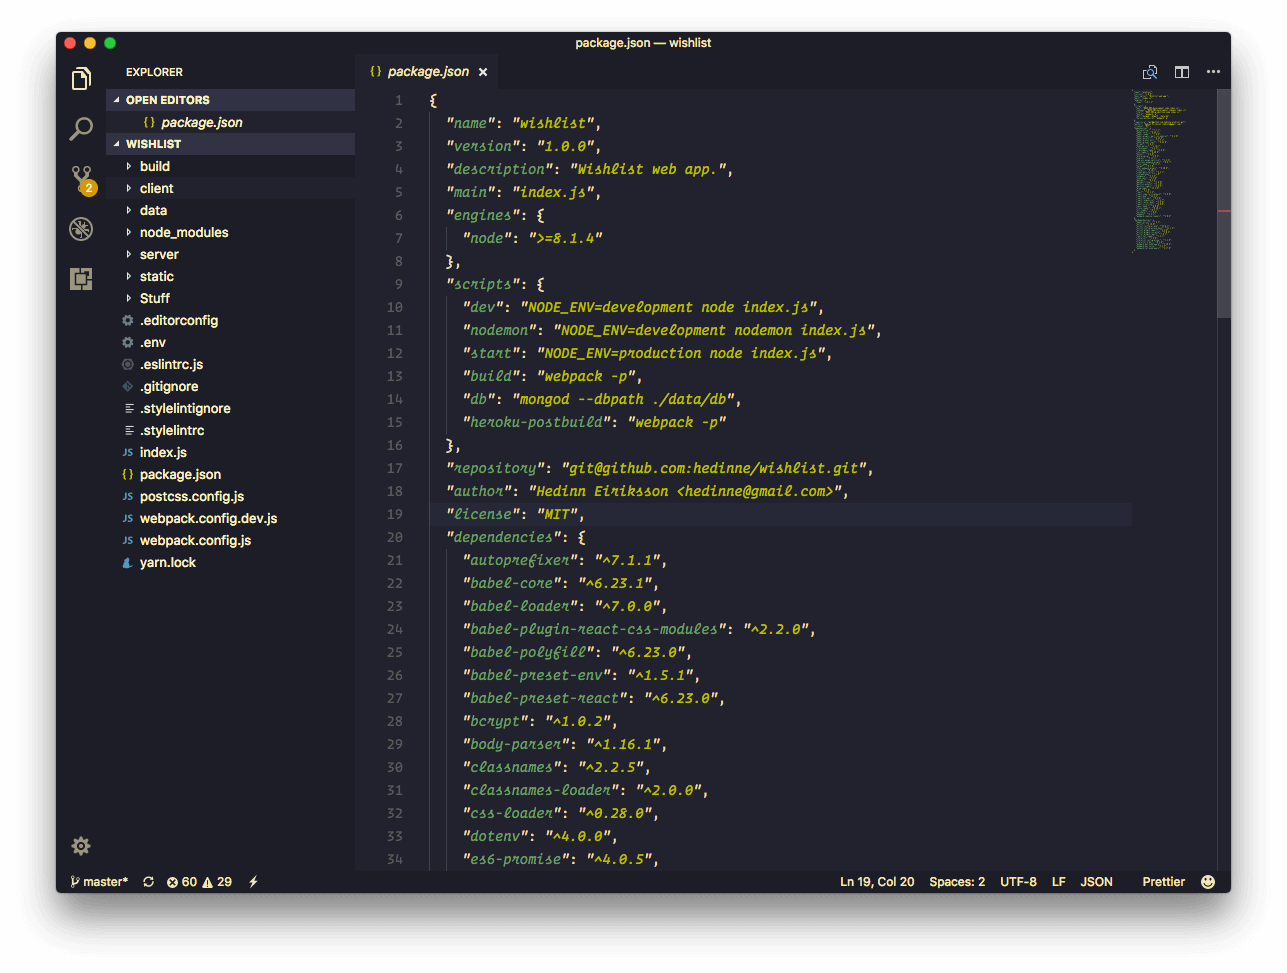 package.json — wishlist
EXPLORER
OPEN EDITORS
{} package.json
WISHLIST
build
client
data
node_modules
server
static
Stuff
.editorconfig
.env
.eslintrc.js
.gitignore
.stylelintignore
.stylelintrc
JS index.js
{} package.json
JS postcss.config.js
JS webpack.config.dev.js
JS webpack.config.js
yarn.lock
2
{} package.json ×
1 {
2 "name": "wishlist",
3 "version": "1.0.0",
4 "description": "Wishlist web app.",
5 "main": "index.js",
6 "engines": {
7 "node": ">=8.1.4"
8 },
9 "scripts": {
10 "dev": "NODE_ENV=development node index.js",
11 "nodemon": "NODE_ENV=development nodemon index.js",
12 "start": "NODE_ENV=production node index.js",
13 "build": "webpack -p",
14 "db": "mongod --dbpath ./data/db",
15 "heroku-postbuild": "webpack -p"
16 },
17 "repository": "git@github.com:hedinne/wishlist.git",
18 "author": "Hedinn Eiriksson <hedinne@gmail.com>",
19 "license": "MIT",
20 "dependencies": {
21 "autoprefixer": "^7.1.1",
22 "babel-core": "^6.23.1",
23 "babel-loader": "^7.0.0",
24 "babel-plugin-react-css-modules": "^2.2.0",
25 "babel-polyfill": "^6.23.0",
26 "babel-preset-env": "^1.5.1",
27 "babel-preset-react": "^6.23.0",
28 "bcrypt": "^1.0.2",
29 "body-parser": "^1.16.1",
30 "classnames": "^2.2.5",
31 "classnames-loader": "^2.0.0",
32 "css-loader": "^0.28.0",
33 "dotenv": "^4.0.0",
34 "es6-promise": "^4.0.5",
master* 60 29 Ln 19, Col 20 Spaces: 2 UTF-8 LF JSON Prettier